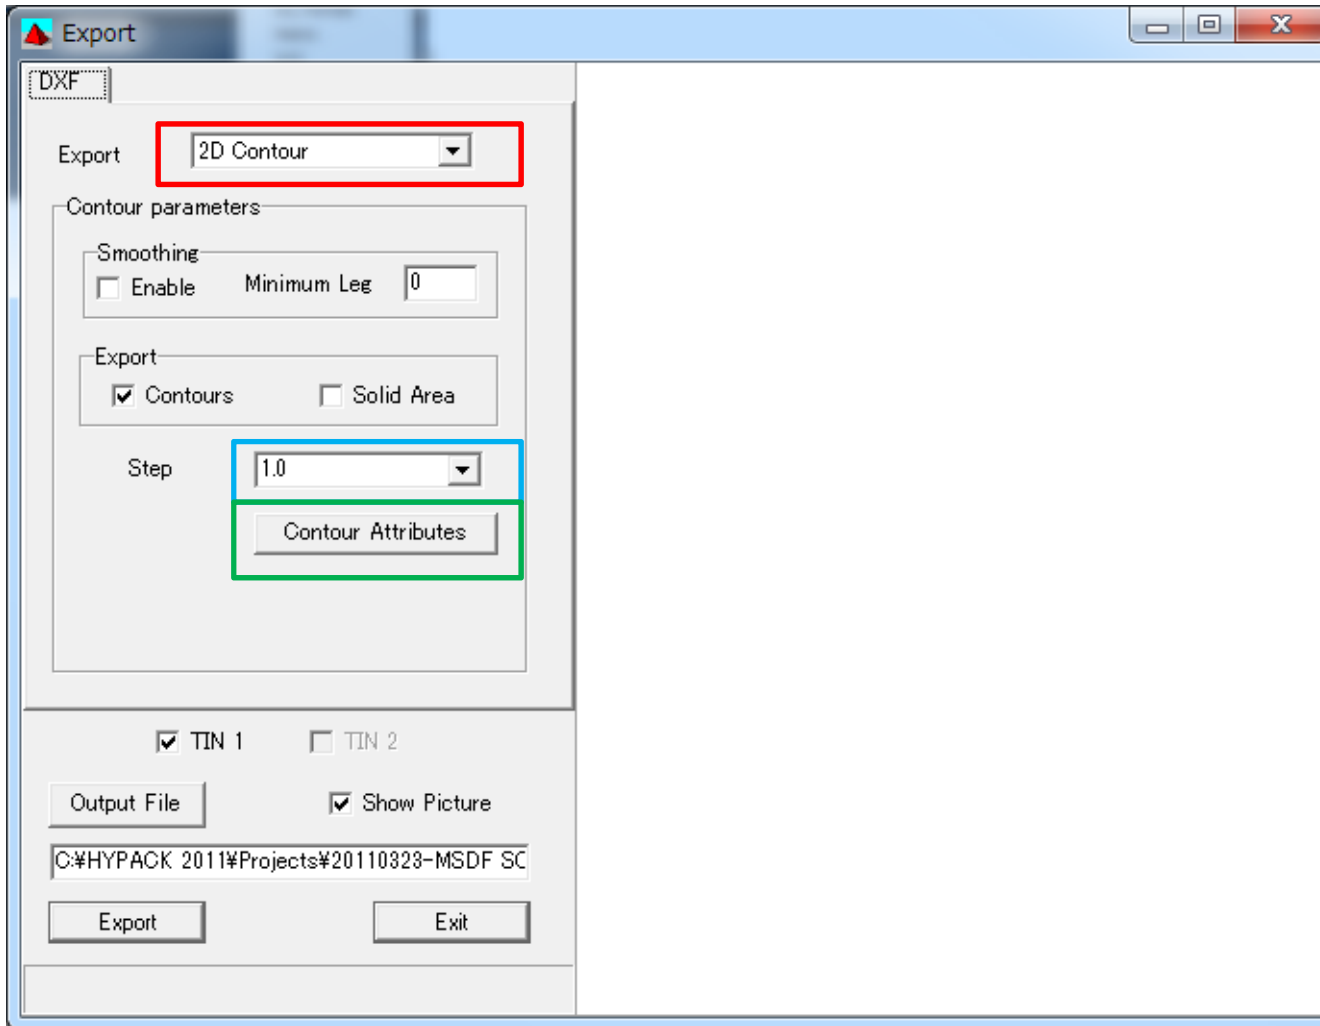 Export
DXF
Export 2D Contour
Contour parameters
Smoothing
Enable Minimum Leg 0
Export
Contours Solid Area
Step 1.0
Contour Attributes
TIN 1 TIN 2
Output File Show Picture
C:¥HYPACK 2011¥Projects¥20110323-MSDF SC
Export Exit